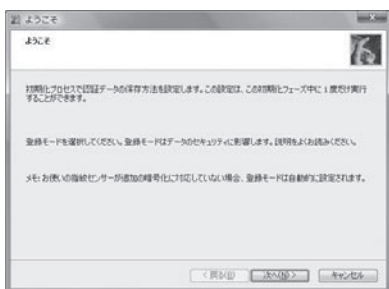 ようこそ
ようこそ
初期化プロセスで認証データの保存方法を設定します。この設定は、この初期化フェーズ中に 1 度だけ実行
することができます。
登録モードを選択してください。登録モードはデータのセキュリティに影響します。説明をよくお読みください。
メモ: お使いの指紋センサーが追加の暗号化に対応していない場合、登録モードは自動的に設定されます。
< 戻る(B)
次へ(N) >
キャンセル